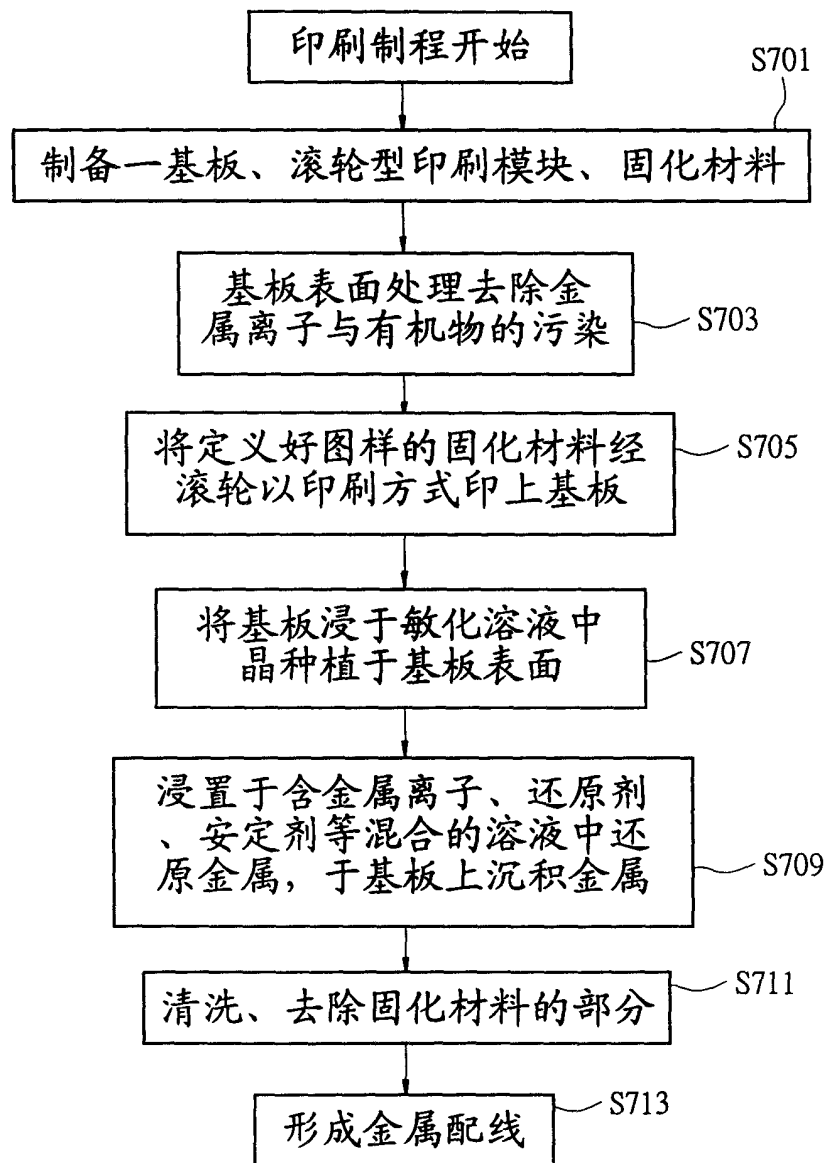 印刷制程开始
S701
制备一基板、滚轮型印刷模块、固化材料
基板表面处理去除金
属离子与有机物的污染
S703
将定义好图样的固化材料经
滚轮以印刷方式印上基板
S705
将基板浸于敏化溶液中
晶种植于基板表面
S707
浸置于含金属离子、还原剂
、安定剂等混合的溶液中还
原金属，于基板上沉积金属
S709
清洗、去除固化材料的部分
S711
形成金属配线
S713